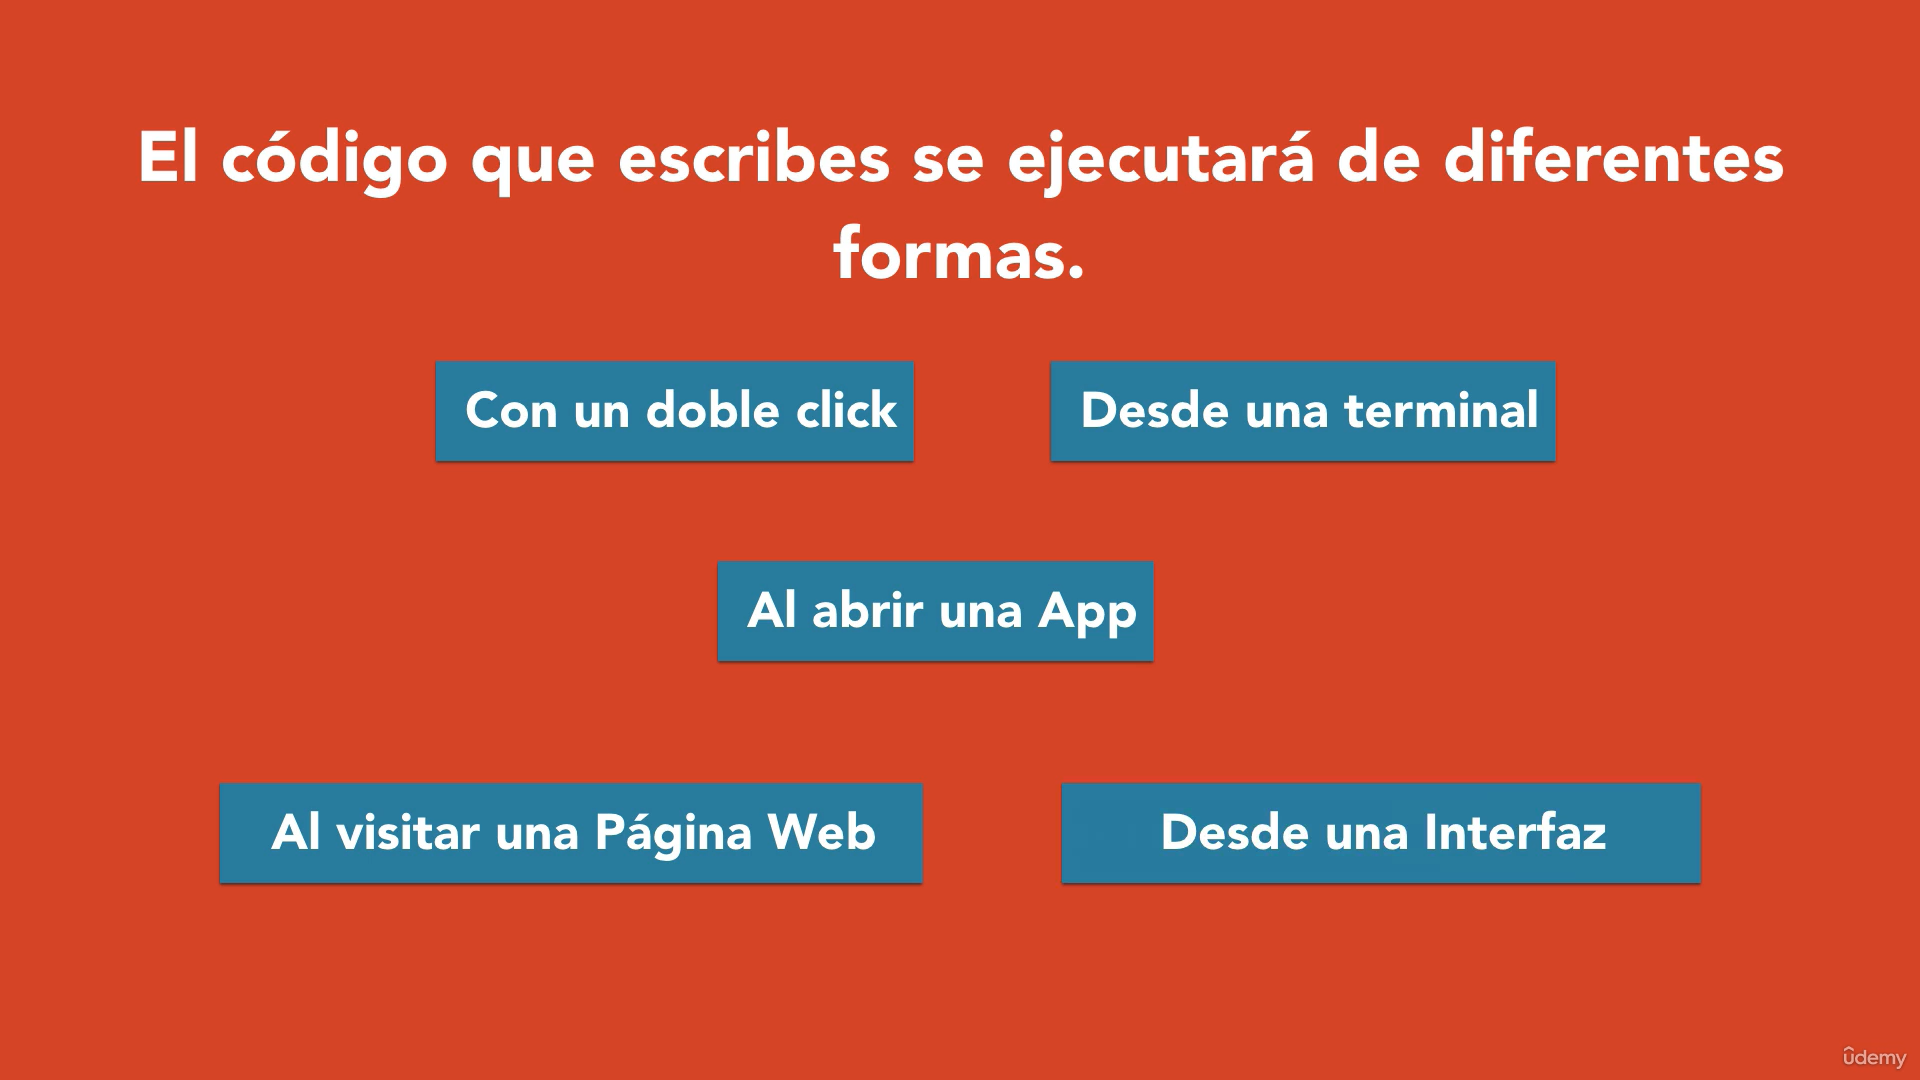 El código que escribes se ejecutará de diferentes
formas.
Con un doble click
Desde una terminal
Al abrir una App
Al visitar una Página Web
Desde una Interfaz
ûdemy